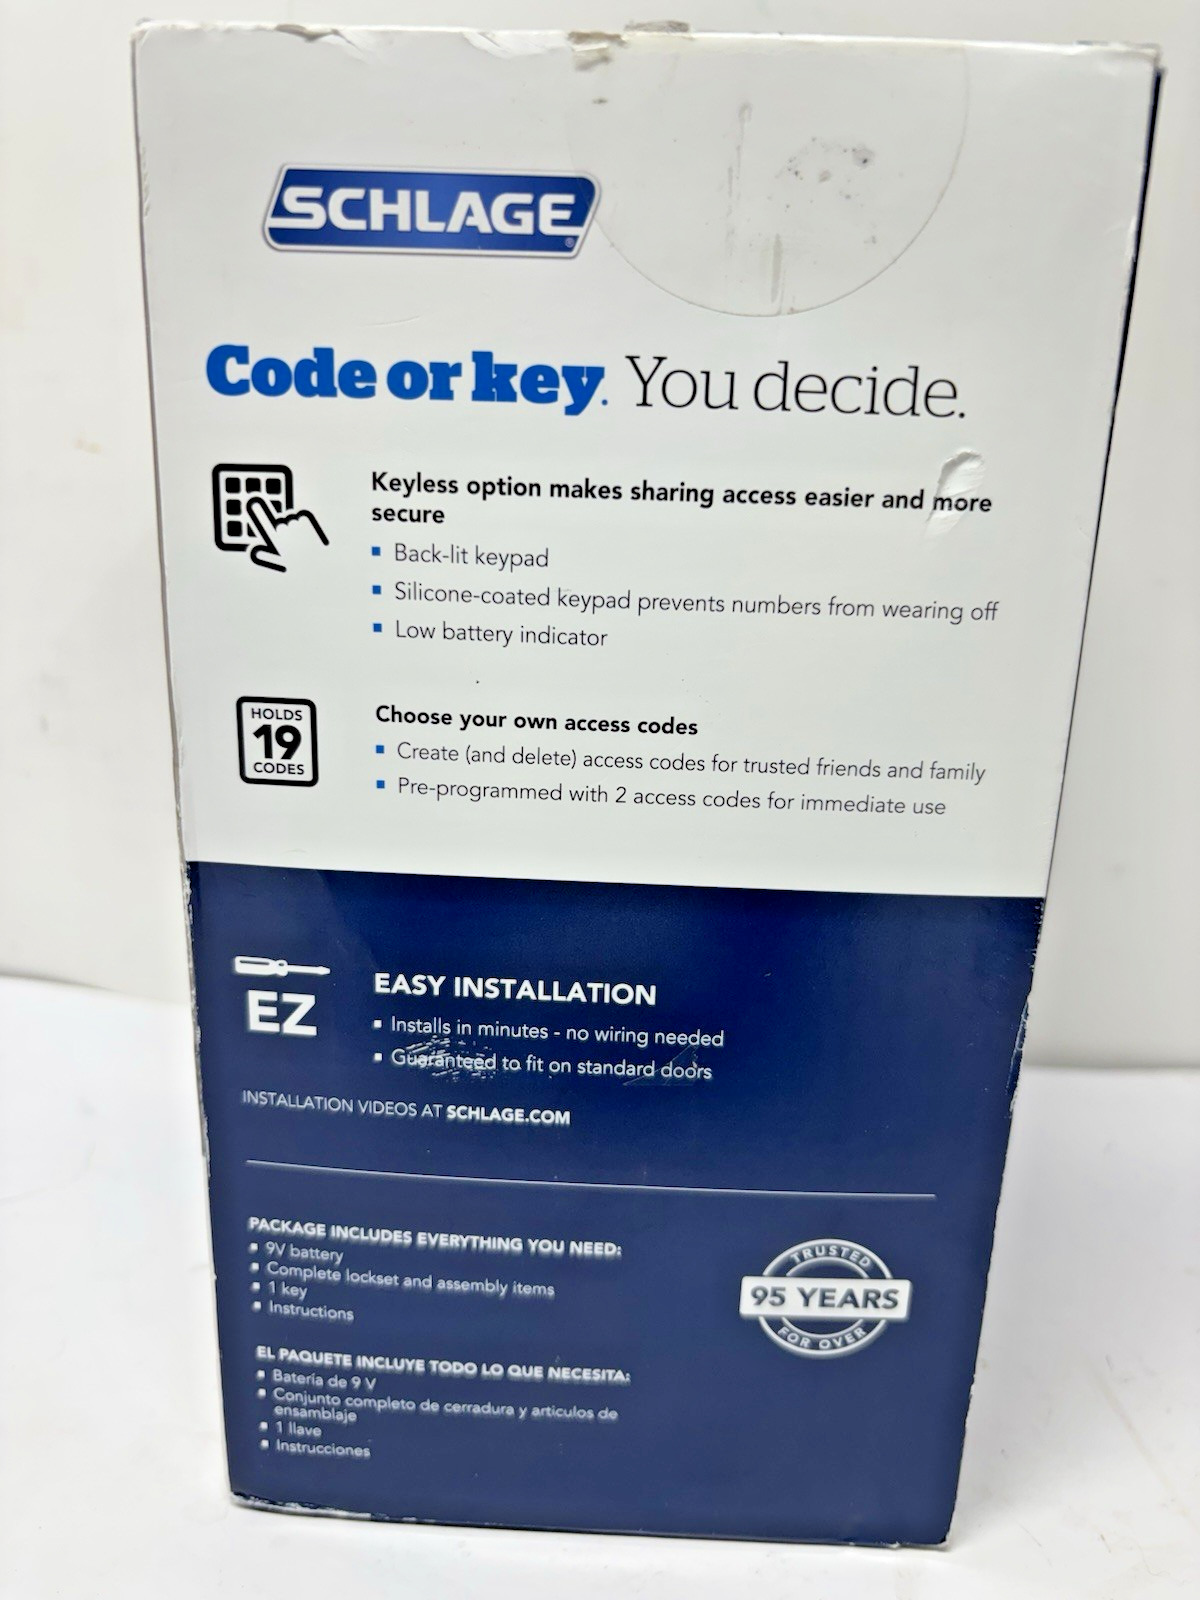 SCHLAGE
Code or key. You decide.
Keyless option makes sharing access easier and more
secure
▪ Back-lit keypad
▪ Silicone-coated keypad prevents numbers from wearing off
▪ Low battery indicator
HOLDS
19
CODES
Choose your own access codes
▪ Create (and delete) access codes for trusted friends and family
▪ Pre-programmed with 2 access codes for immediate use
EZ
EASY INSTALLATION
▪ Installs in minutes - no wiring needed
▪ Guaranteed to fit on standard doors
INSTALLATION VIDEOS AT SCHLAGE.COM
PACKAGE INCLUDES EVERYTHING YOU NEED:
▪ 9V battery
▪ Complete lockset and assembly items
▪ 1 key
▪ Instructions
TRUSTED
95 YEARS
FOR OVER
EL PAQUETE INCLUYE TODO LO QUE NECESITA:
▪ Batería de 9 V
▪ Conjunto completo de cerradura y articulos de
ensamblaje
▪ 1 llave
▪ Instrucciones